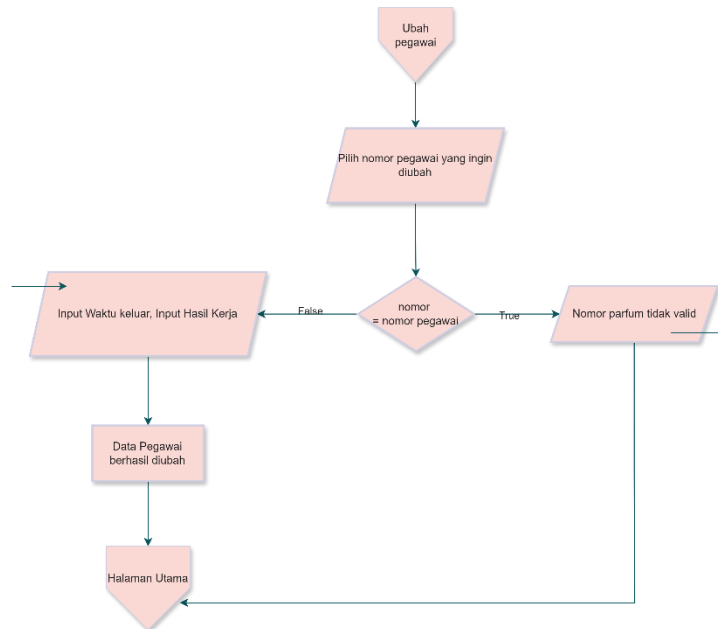 Ubah
pegawai
Pilih nomor pegawai yang ingin
diubah
Input Waktu keluar, Input Hasil Kerja
False
nomor
= nomor pegawai
True
Nomor parfum tidak valid
Data Pegawai
berhasil diubah
Halaman Utama